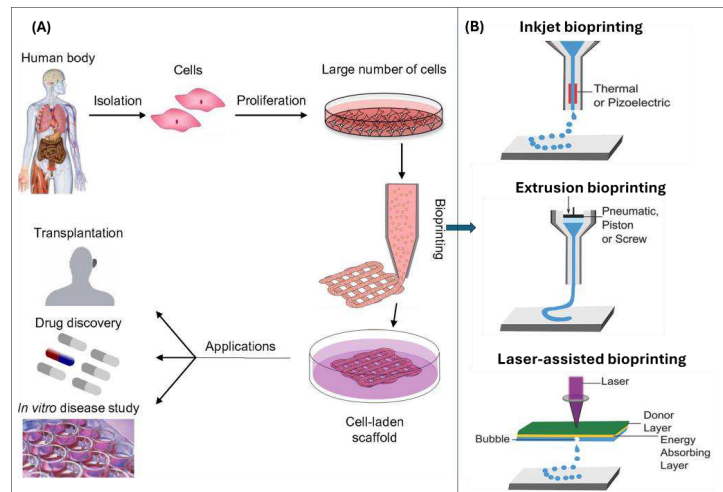 (A)
Human body
Isolation
Cells
Proliferation
Large number of cells
Bioprinting
Transplantation
Drug discovery
In vitro disease study
Applications
Cell-laden
scaffold
(B)
Inkjet bioprinting
Thermal
or Pizoelectric
Extrusion bioprinting
Pneumatic,
Piston
or Screw
Laser-assisted bioprinting
Laser
Donor
Layer
Bubble
Energy
Absorbing
Layer